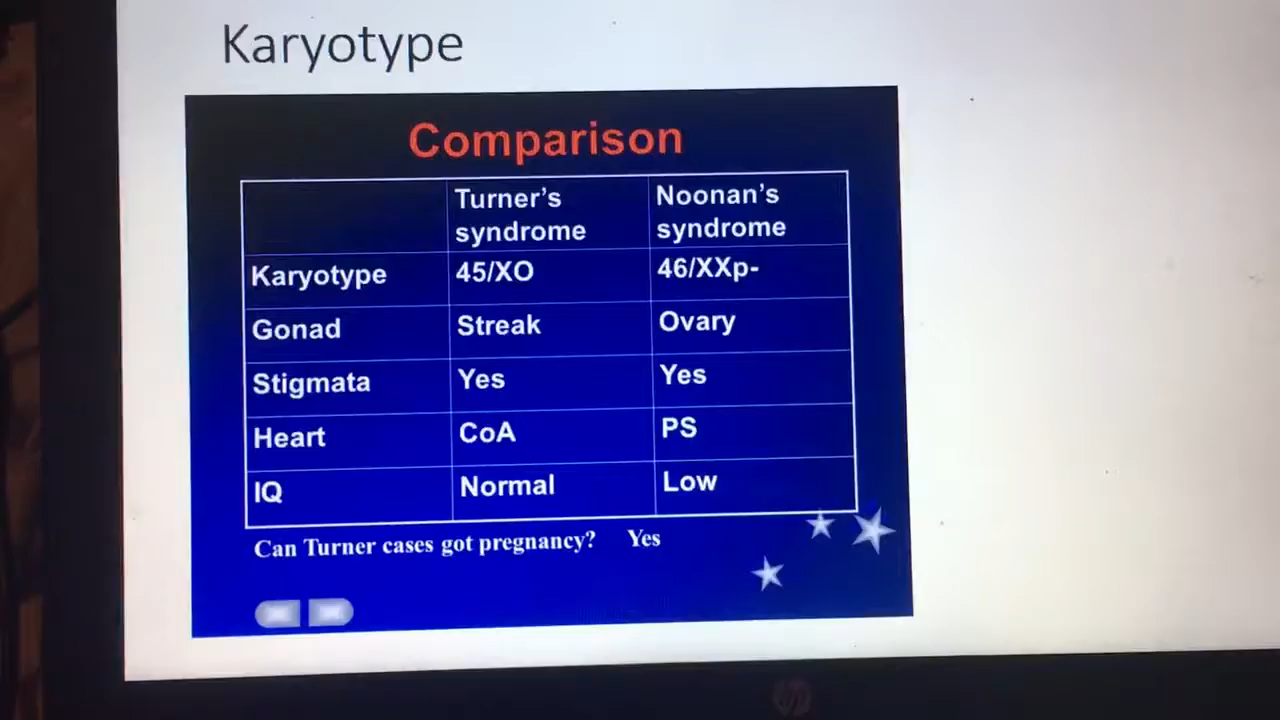 Karyotype
Comparison
Turner's syndrome Noonan's syndrome
Karyotype 45/XO 46/XXp-
Gonad Streak Ovary
Stigmata Yes Yes
Heart CoA PS
IQ Normal Low
Can Turner cases got pregnancy? Yes
hp